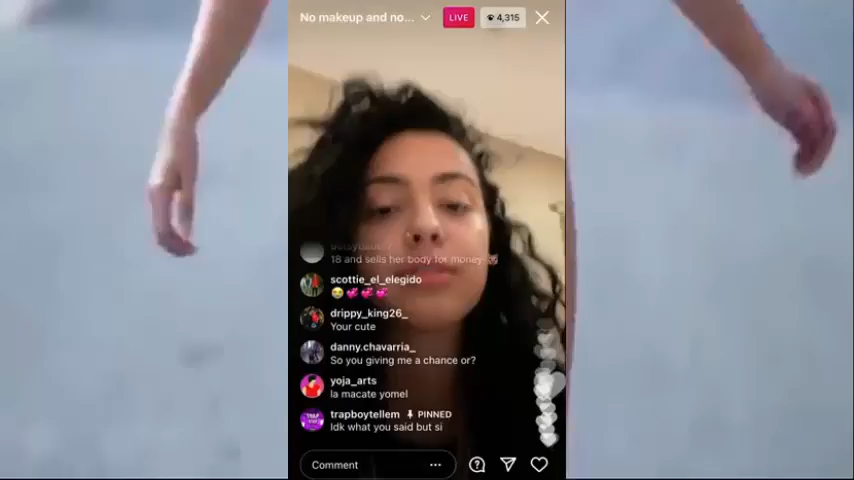 No makeup and no...
LIVE
4,315
18 and sells her body for money
scottie_el_elegido
drippy_king26_
Your cute
danny.chavarria_
So you giving me a chance or?
yoja_arts
la macate yomel
trapboytellem PINNED
Idk what you said but si
Comment